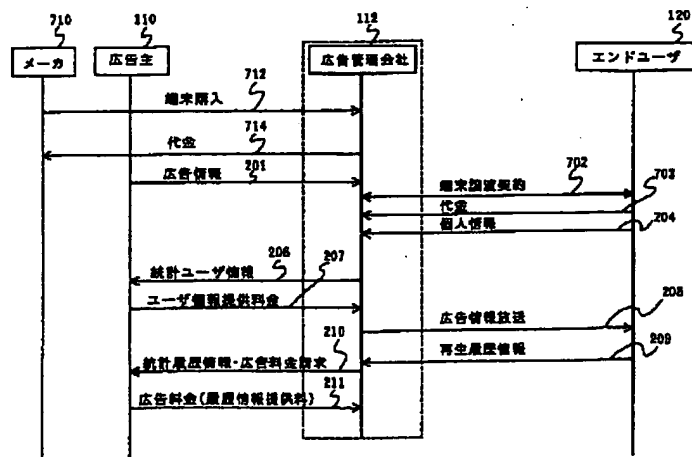 710
110
112
120
メーカ
広告主
広告管理会社
エンドユーザ
712
端末購入
714
代金
広告情報
201
702
端末譲渡契約
703
代金
個人情報
204
206
207
統計ユーザ情報
ユーザ情報提供料金
208
広告情報放送
210
再生履歴情報
209
統計履歴情報・広告料金請求
211
広告料金(履歴情報提供料)